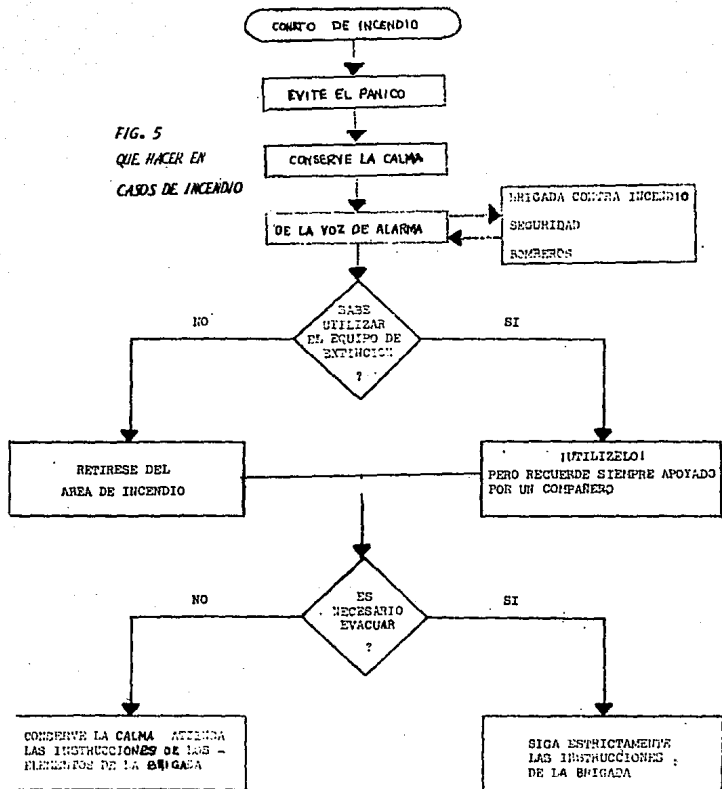 CONATO DE INCENDIO
EVITE EL PANICO
FIG. 5
QUE HACER EN
CASOS DE INCENDIO
CONSERVE LA CALMA
DE LA VOZ DE ALARMA
BRIGADA CONTRA INCENDIO
SEGURIDAD
BOMBEROS
SABE
UTILIZAR
EL EQUIPO DE
EXTINCION
?
NO
SI
RETIRESE DEL
AREA DE INCENDIO
¡UTILIZELO!
PERO RECUERDE SIEMPRE APOYADO
POR UN COMPAÑERO
ES
NECESARIO
EVACUAR
?
NO
SI
CONSERVE LA CALMA ATIENDA
LAS INSTRUCCIONES DE LOS -
ELEMENTOS DE LA BRIGADA
SIGA ESTRICTAMENTE
LAS INSTRUCCIONES
DE LA BRIGADA